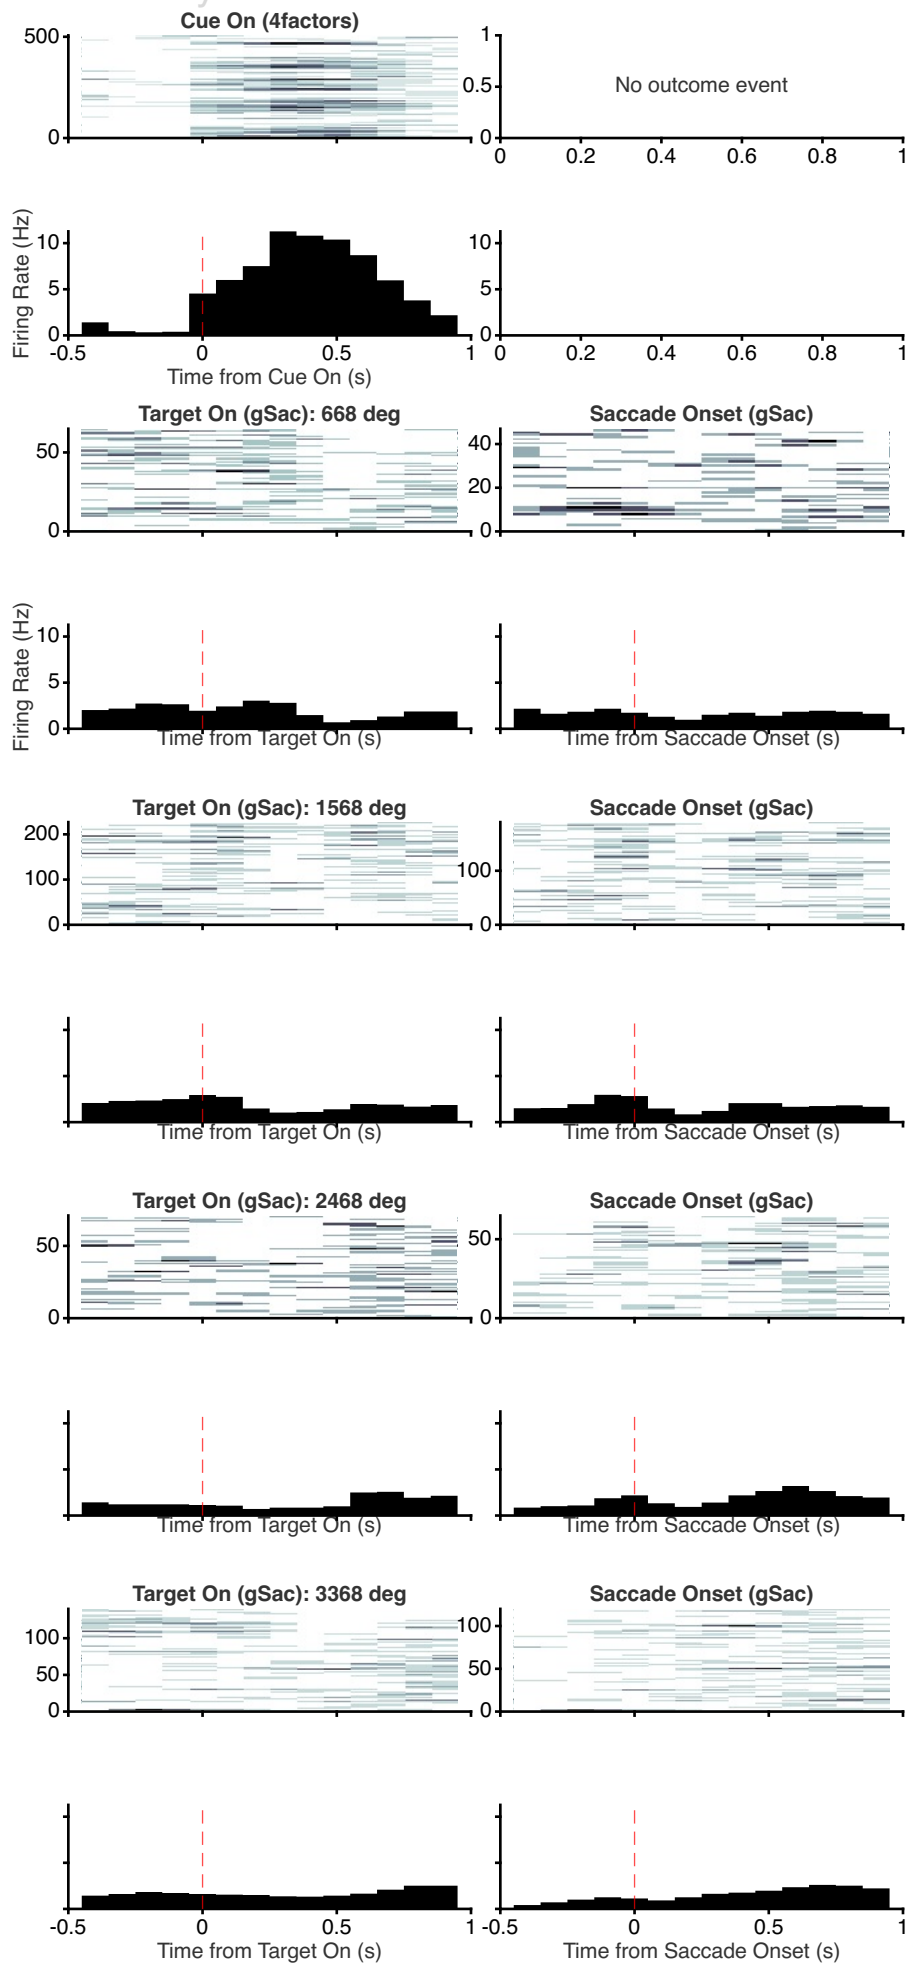 Cue On (4factors)
500
0
1
0.5
0
No outcome event
0 0.2 0.4 0.6 0.8 1
Firing Rate (Hz)
10
5
0
-0.5 0 0.5 1
Time from Cue On (s)
10
5
0
0 0.2 0.4 0.6 0.8 1
Target On (gSac): 668 deg
50
0
Saccade Onset (gSac)
40
20
0
Firing Rate (Hz)
10
5
0
Time from Target On (s)
Time from Saccade Onset (s)
Target On (gSac): 1568 deg
200
100
0
Saccade Onset (gSac)
100
0
Time from Target On (s)
Time from Saccade Onset (s)
Target On (gSac): 2468 deg
50
0
Saccade Onset (gSac)
50
0
Time from Target On (s)
Time from Saccade Onset (s)
Target On (gSac): 3368 deg
100
50
0
Saccade Onset (gSac)
100
50
0
-0.5 0 0.5 1
Time from Target On (s)
-0.5 0 0.5 1
Time from Saccade Onset (s)